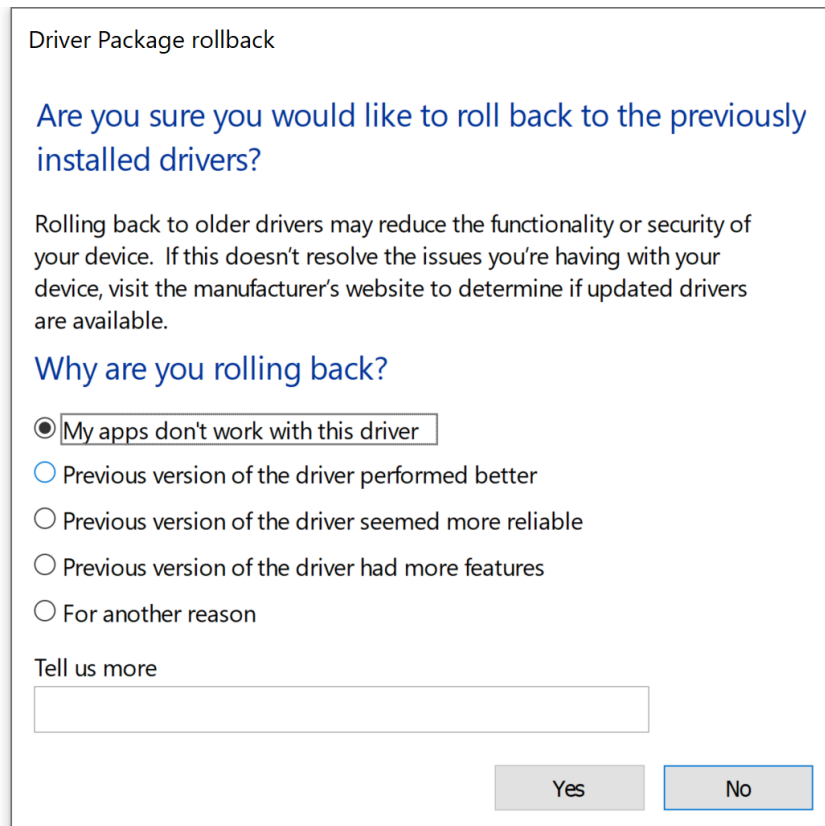 Driver Package rollback
Are you sure you would like to roll back to the previously
installed drivers?
Rolling back to older drivers may reduce the functionality or security of
your device.  If this doesn't resolve the issues you're having with your
device, visit the manufacturer's website to determine if updated drivers
are available.
Why are you rolling back?
My apps don't work with this driver
Previous version of the driver performed better
Previous version of the driver seemed more reliable
Previous version of the driver had more features
For another reason
Tell us more
Yes
No